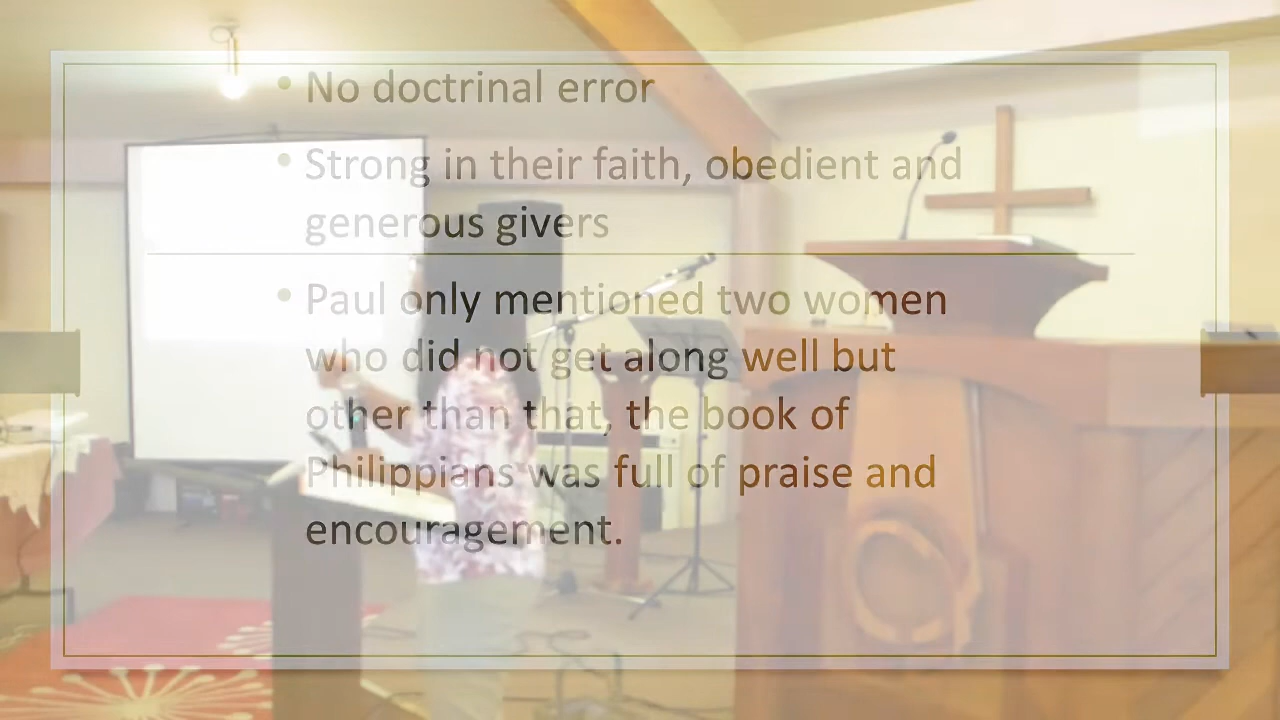 No doctrinal error
Strong in their faith, obedient and
generous givers
Paul only mentioned two women
who did not get along well but
other than that, the book of
Philippians was full of praise and
encouragement.